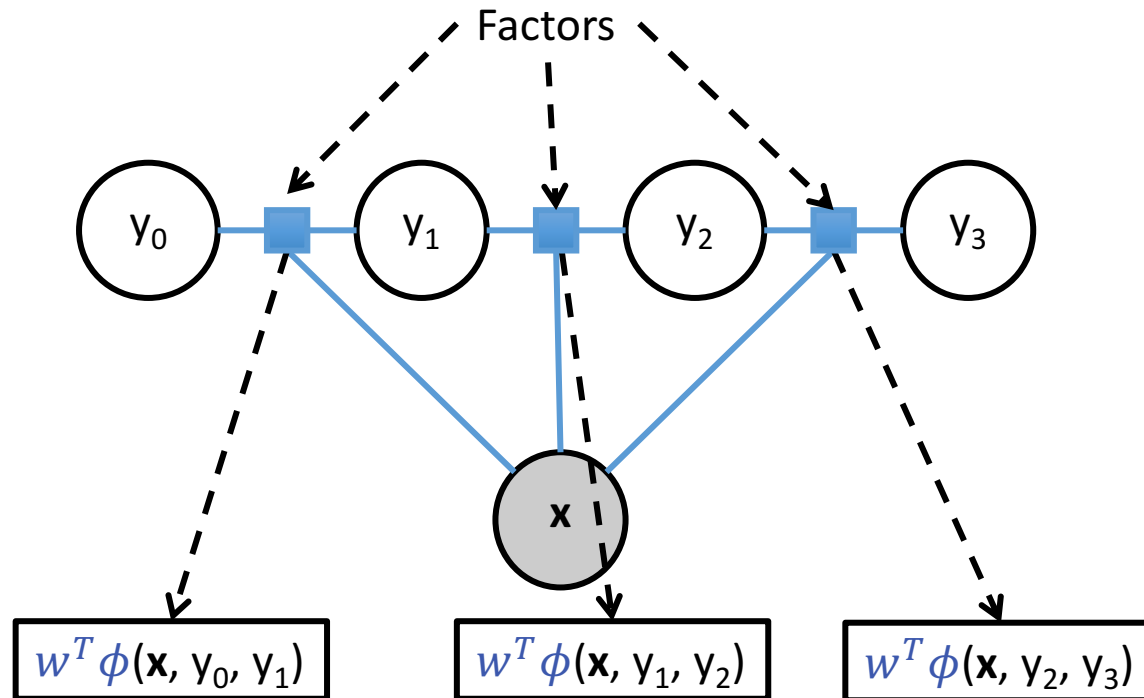 Factors
y₀ y₁ y₂ y₃
x
wᵀϕ(x, y₀, y₁) wᵀϕ(x, y₁, y₂) wᵀϕ(x, y₂, y₃)